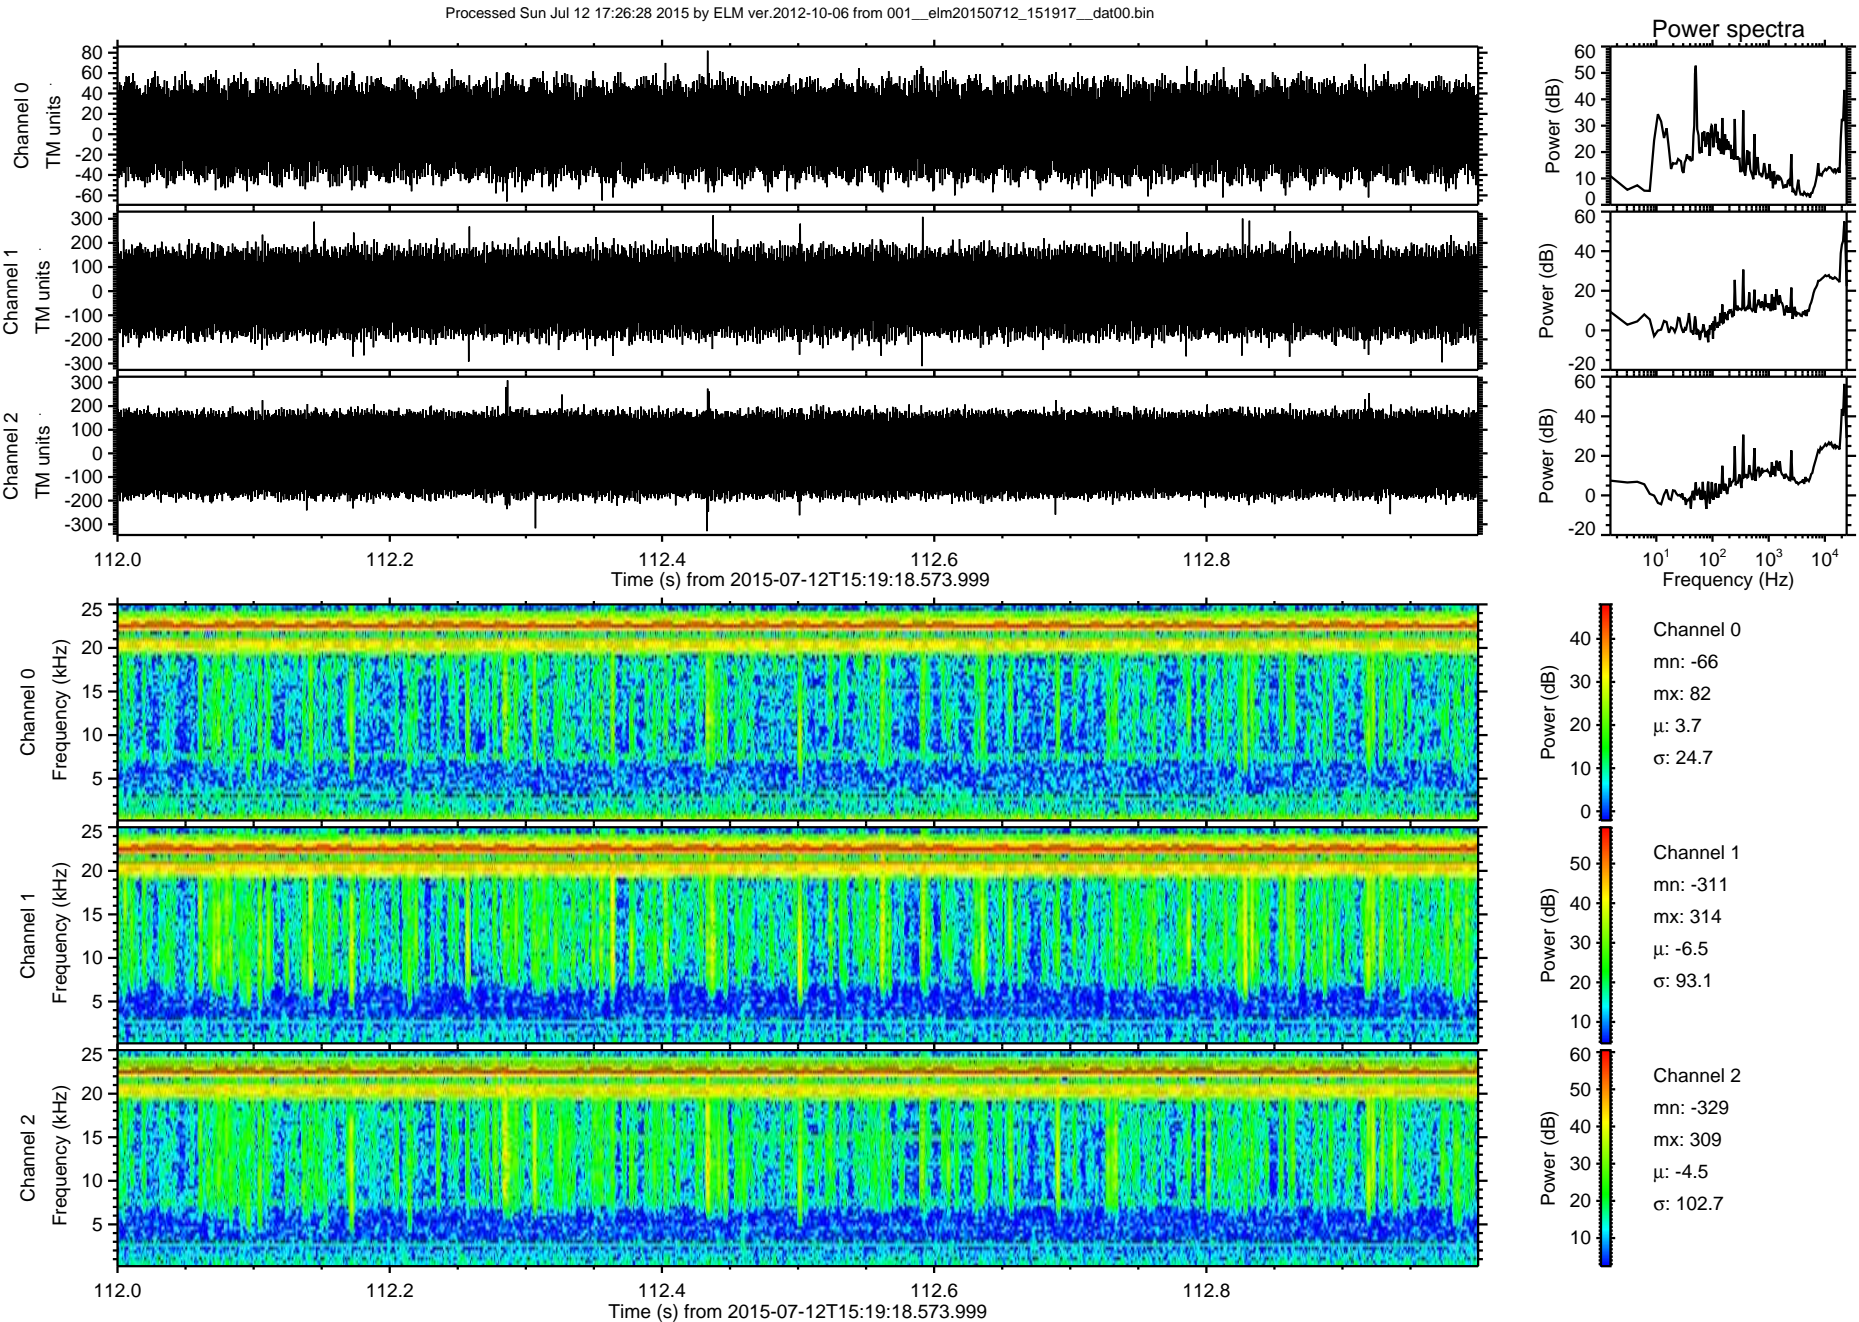 Processed Sun Jul 12 17:26:28 2015 by ELM ver.2012-10-06 from 001__elm20150712_151917__dat00.bin
Power spectra
Channel 0
TM units
80
60
40
20
0
-20
-40
-60
Power (dB)
60
50
40
30
20
10
0
Channel 1
TM units
300
200
100
0
-100
-200
-300
Power (dB)
60
40
20
0
-20
Channel 2
TM units
300
200
100
0
-100
-200
-300
Power (dB)
60
40
20
0
-20
112.0 112.2 112.4 112.6 112.8
Time (s) from 2015-07-12T15:19:18.573.999
10¹ 10² 10³ 10⁴
Frequency (Hz)
Channel 0
Frequency (kHz)
25
20
15
10
5
Power (dB)
40
30
20
10
0
Channel 0
mn: -66
mx: 82
μ: 3.7
σ: 24.7
Channel 1
Frequency (kHz)
25
20
15
10
5
Power (dB)
50
40
30
20
10
Channel 1
mn: -311
mx: 314
μ: -6.5
σ: 93.1
Channel 2
Frequency (kHz)
25
20
15
10
5
Power (dB)
60
50
40
30
20
10
Channel 2
mn: -329
mx: 309
μ: -4.5
σ: 102.7
112.0 112.2 112.4 112.6 112.8
Time (s) from 2015-07-12T15:19:18.573.999